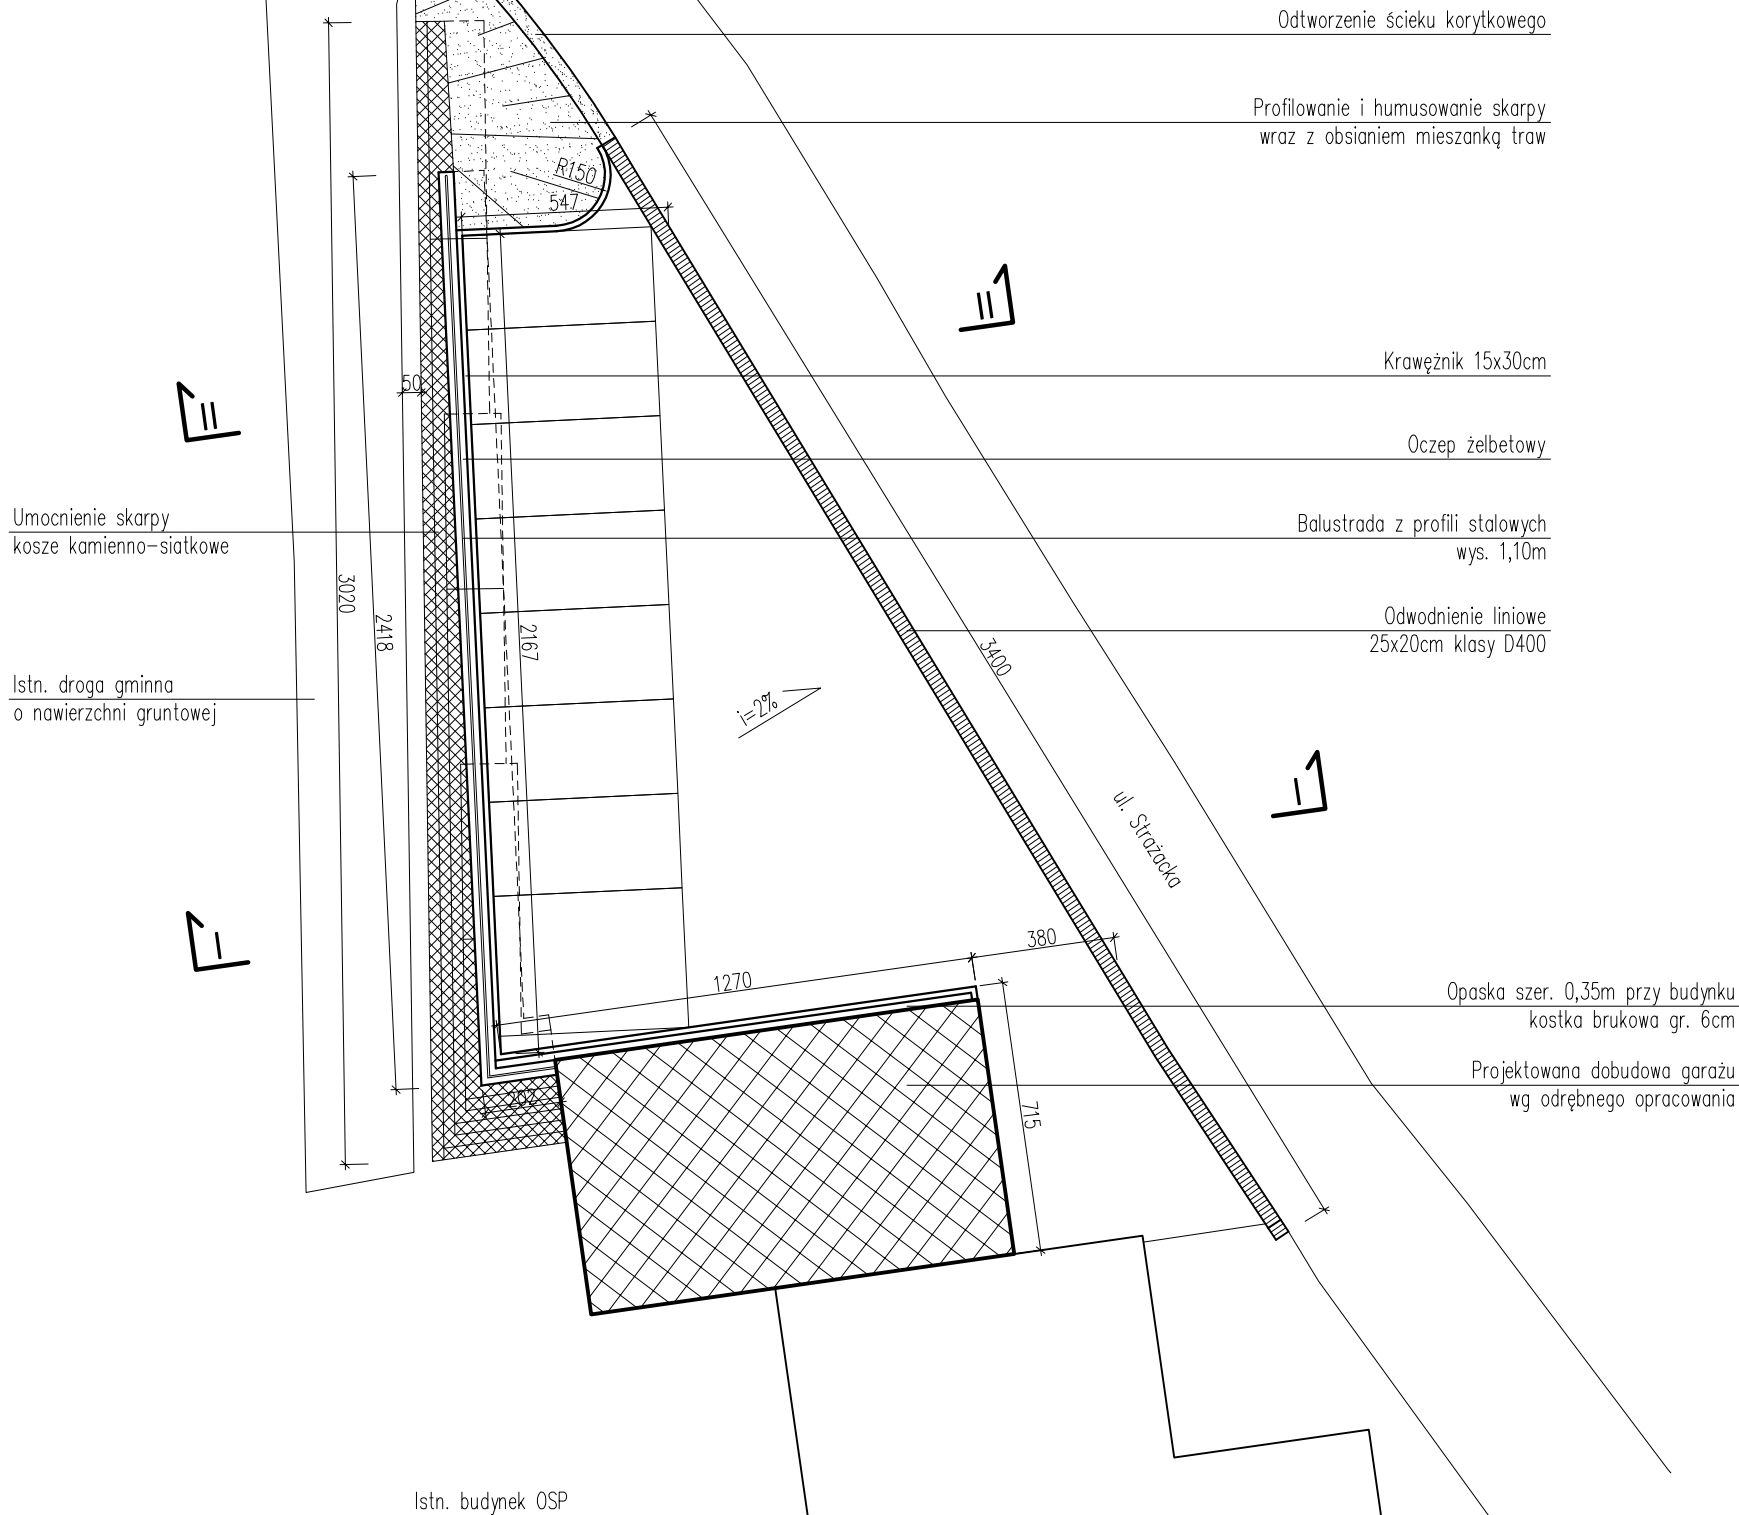 Odtworzenie ścieku korytkowego
Profilowanie i humusowanie skarpy
wraz z obsianiem mieszanką traw
R150
547
II
Krawężnik 15x30cm
50
II
Oczep żelbetowy
Umocnienie skarpy
kosze kamienno-siatkowe
Balustrada z profili stalowych
wys. 1,10m
3020
2418
2167
Odwodnienie liniowe
25x20cm klasy D400
3400
Istn. droga gminna
o nawierzchni gruntowej
i=2%
I
ul. Strażacka
I
380
1270
Opaska szer. 0,35m przy budynku
kostka brukowa gr. 6cm
Projektowana dobudowa garażu
wg odrębnego opracowania
202
715
Istn. budynek OSP